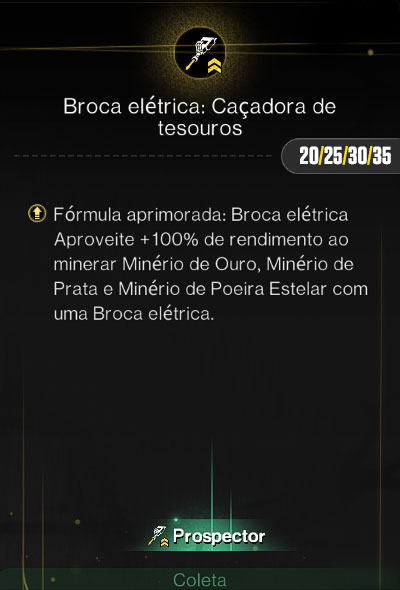 Broca elétrica: Caçadora de
tesouros
20/25/30/35
Fórmula aprimorada: Broca elétrica
Aproveite +100% de rendimento ao
minerar Minério de Ouro, Minério de
Prata e Minério de Poeira Estelar com
uma Broca elétrica.
Prospector
Coleta